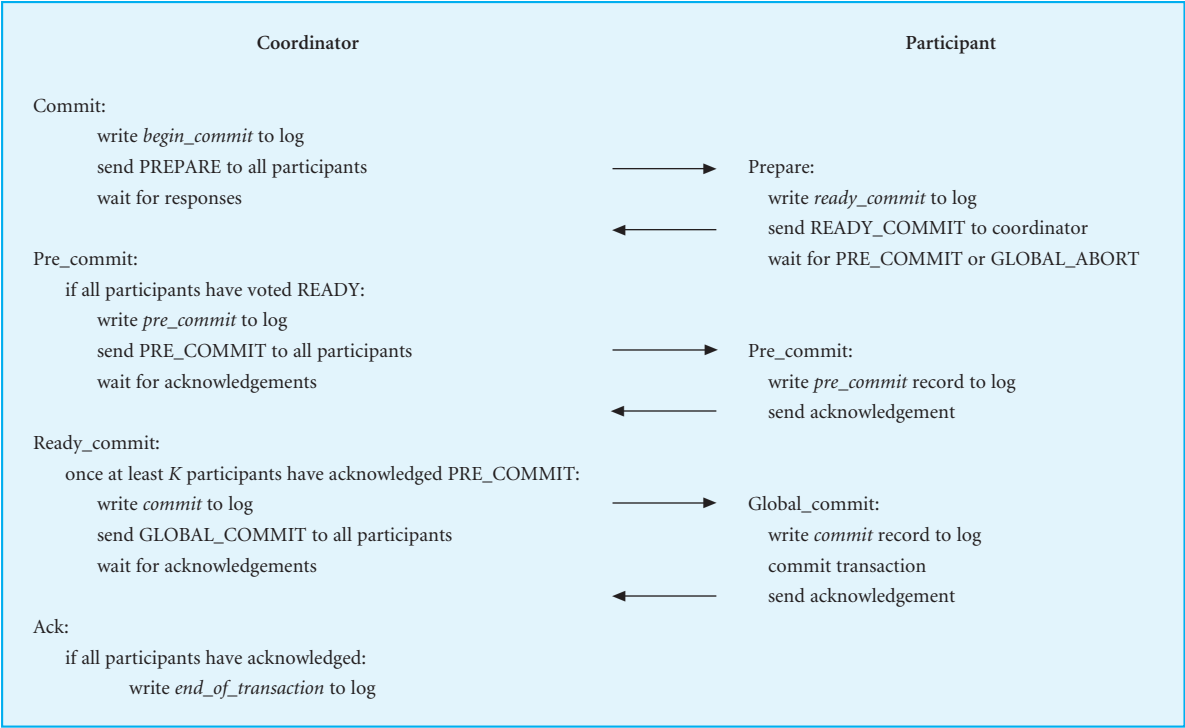 Coordinator
Participant
Commit:
write begin_commit to log
send PREPARE to all participants
Prepare:
wait for responses
write ready_commit to log
send READY_COMMIT to coordinator
Pre_commit:
wait for PRE_COMMIT or GLOBAL_ABORT
if all participants have voted READY:
write pre_commit to log
send PRE_COMMIT to all participants
Pre_commit:
wait for acknowledgements
write pre_commit record to log
send acknowledgement
Ready_commit:
once at least K participants have acknowledged PRE_COMMIT:
write commit to log
Global_commit:
send GLOBAL_COMMIT to all participants
write commit record to log
wait for acknowledgements
commit transaction
send acknowledgement
Ack:
if all participants have acknowledged:
write end_of_transaction to log